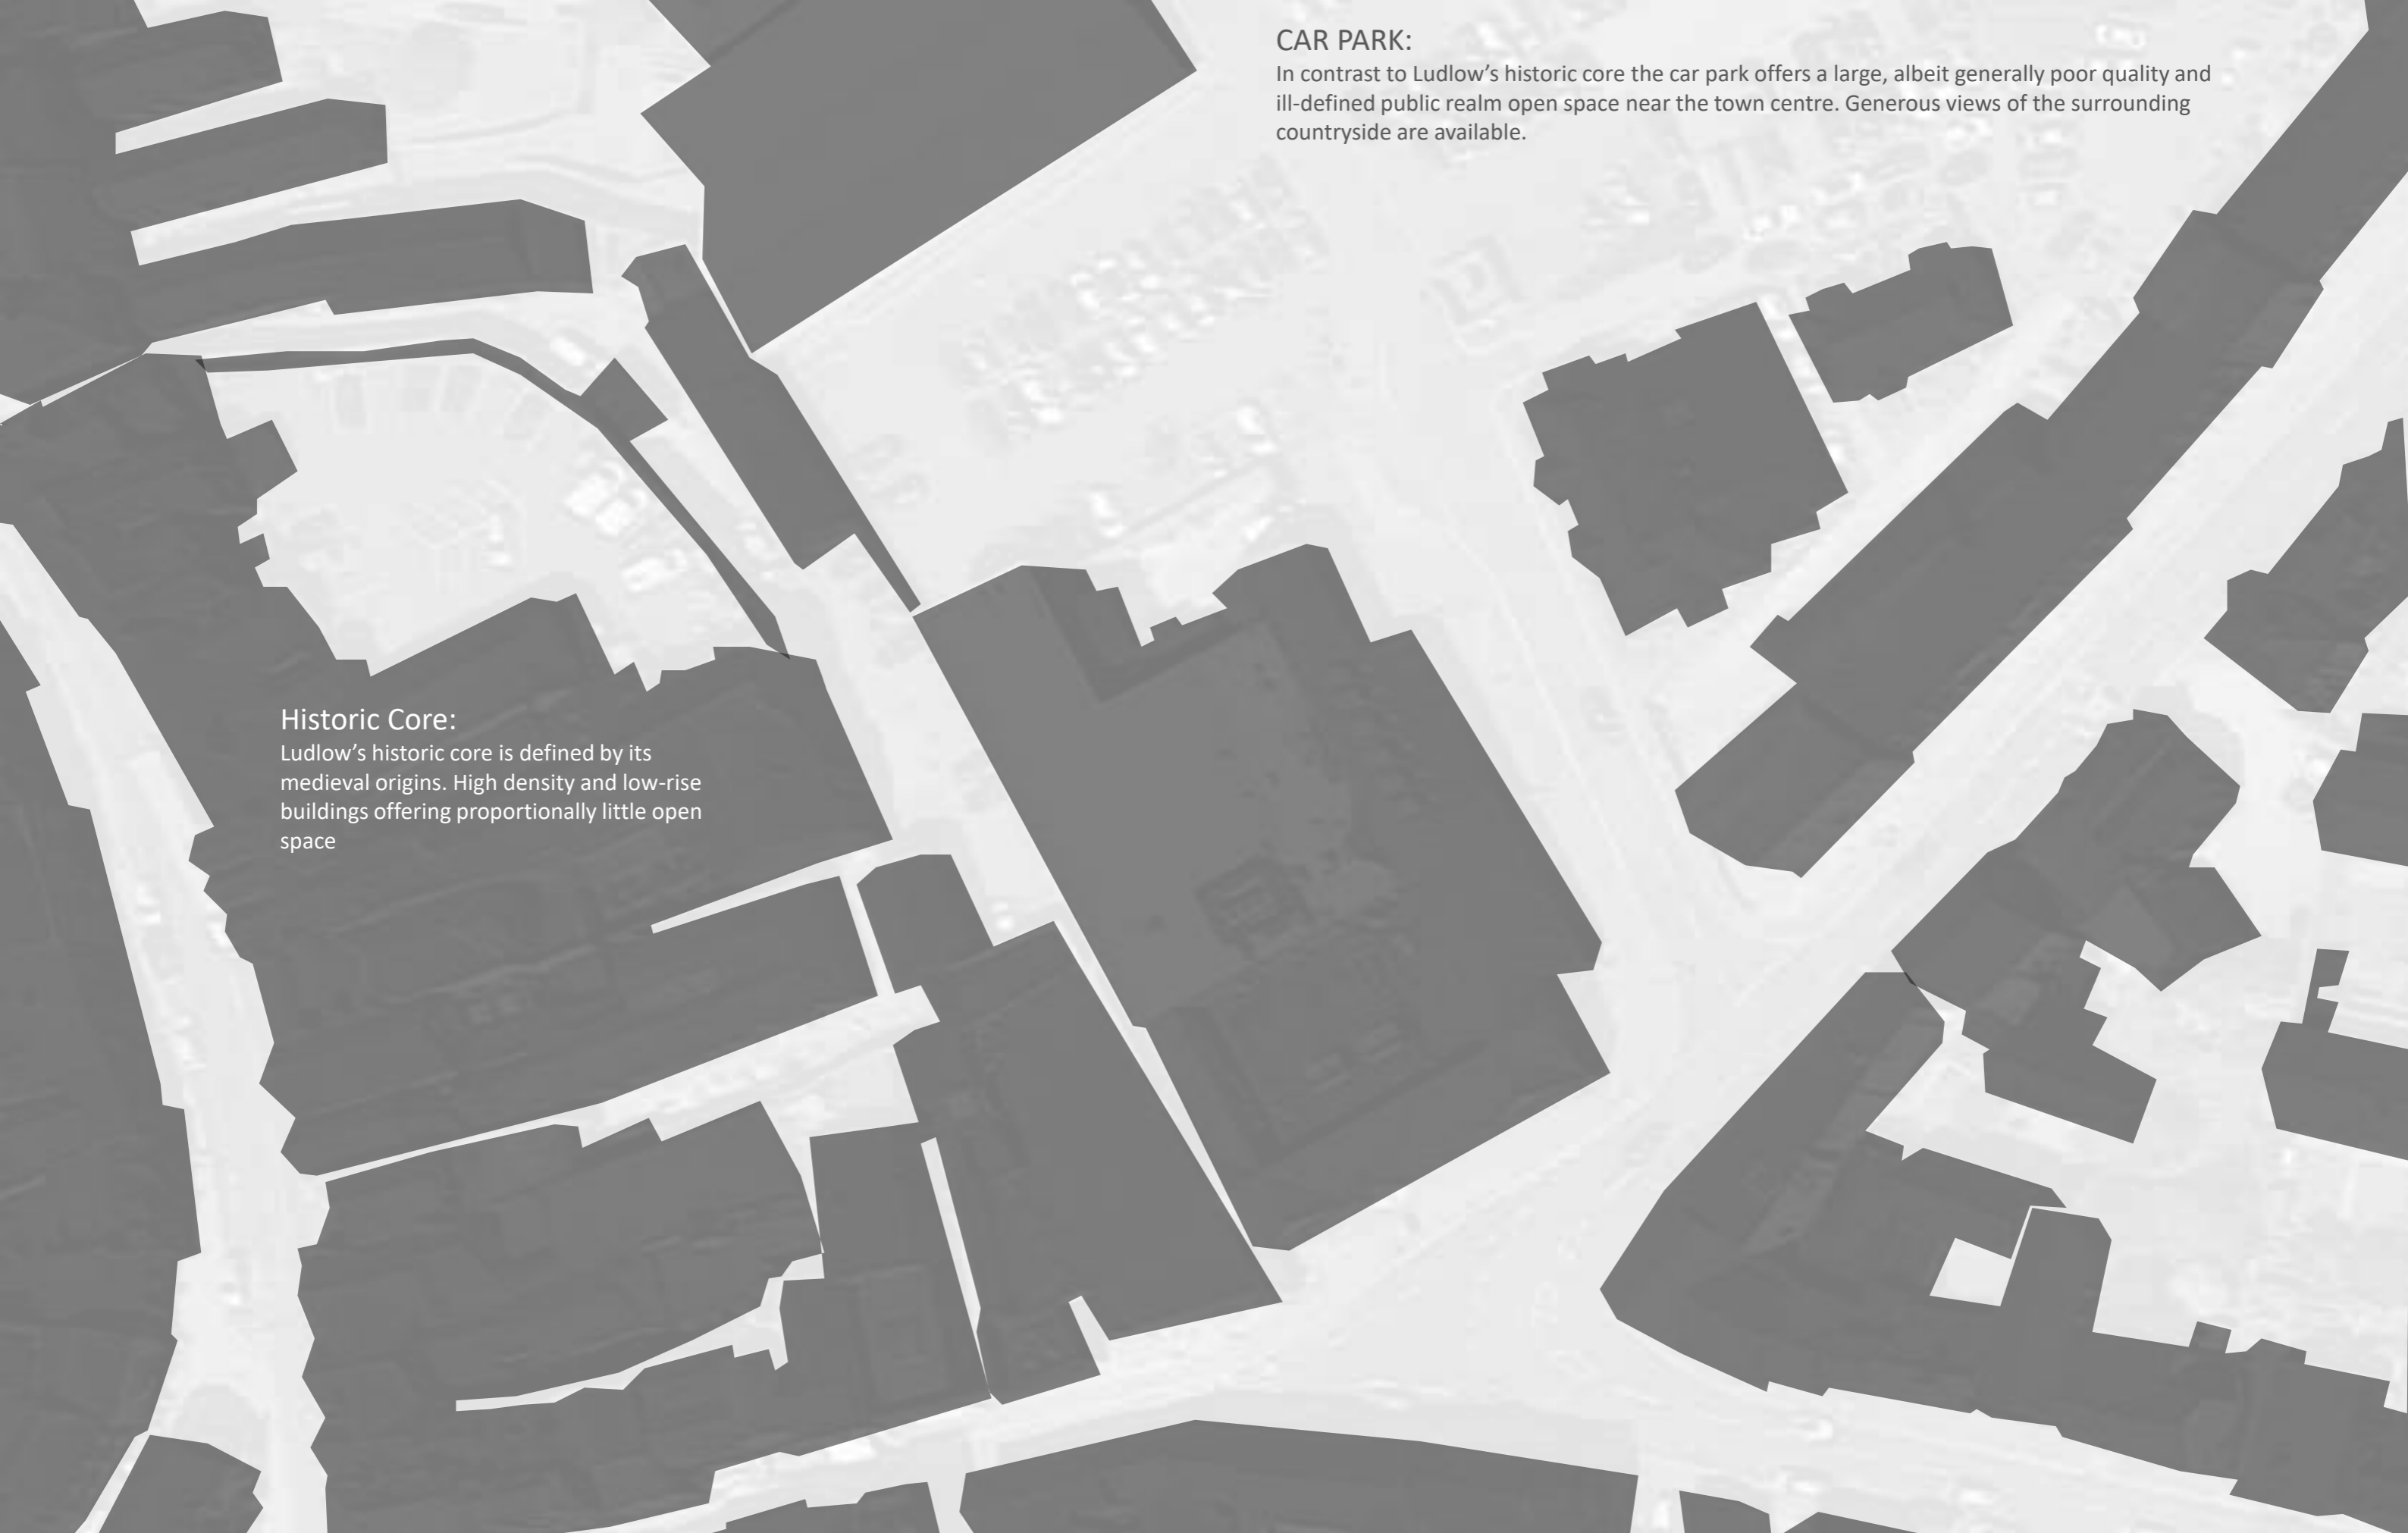 CAR PARK:
In contrast to Ludlow’s historic core the car park offers a large, albeit generally poor quality and
ill-defined public realm open space near the town centre. Generous views of the surrounding
countryside are available.
Historic Core:
Ludlow’s historic core is defined by its
medieval origins. High density and low-rise
buildings offering proportionally little open
space